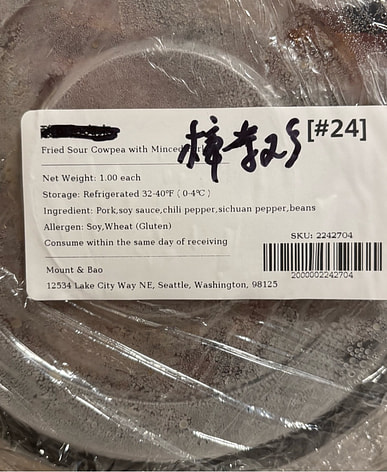 [#24]
Fried Sour Cowpea with Minced
Net Weight: 1.00 each
Storage: Refrigerated 32-40°F ( 0-4℃ )
Ingredient: Pork,soy sauce,chili pepper,sichuan pepper,beans
Allergen: Soy,Wheat (Gluten)
SKU: 2242704
Consume within the same day of receiving
2000002242704
Mount & Bao
12534 Lake City Way NE, Seattle, Washington, 98125